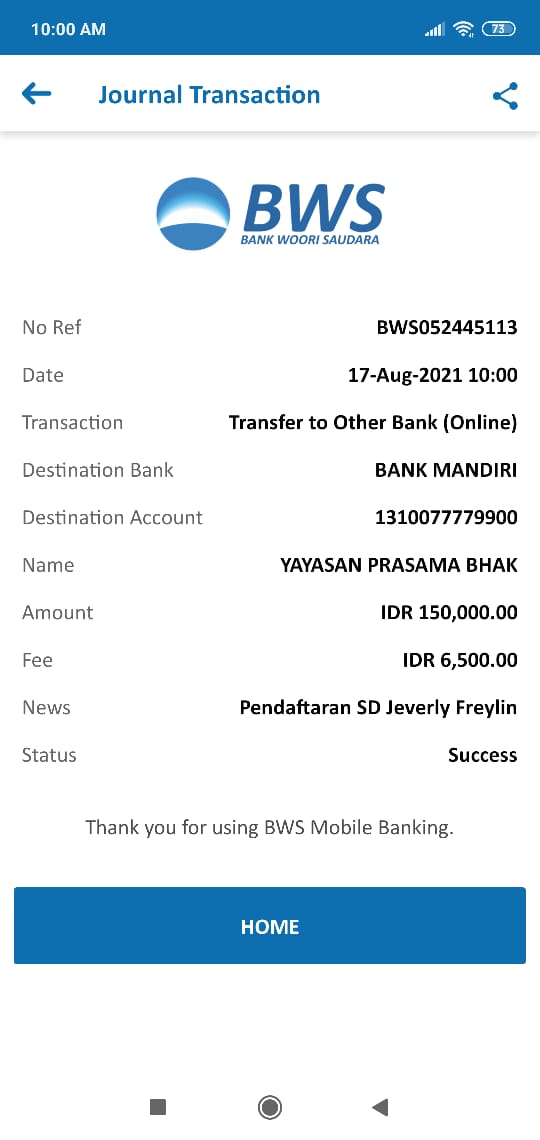 10:00 AM
73
Journal Transaction
BWS
BANK WOORI SAUDARA
No Ref BWS052445113
Date 17-Aug-2021 10:00
Transaction Transfer to Other Bank (Online)
Destination Bank BANK MANDIRI
Destination Account 1310077779900
Name YAYASAN PRASAMA BHAK
Amount IDR 150,000.00
Fee IDR 6,500.00
News Pendaftaran SD Jeverly Freylin
Status Success
Thank you for using BWS Mobile Banking.
HOME